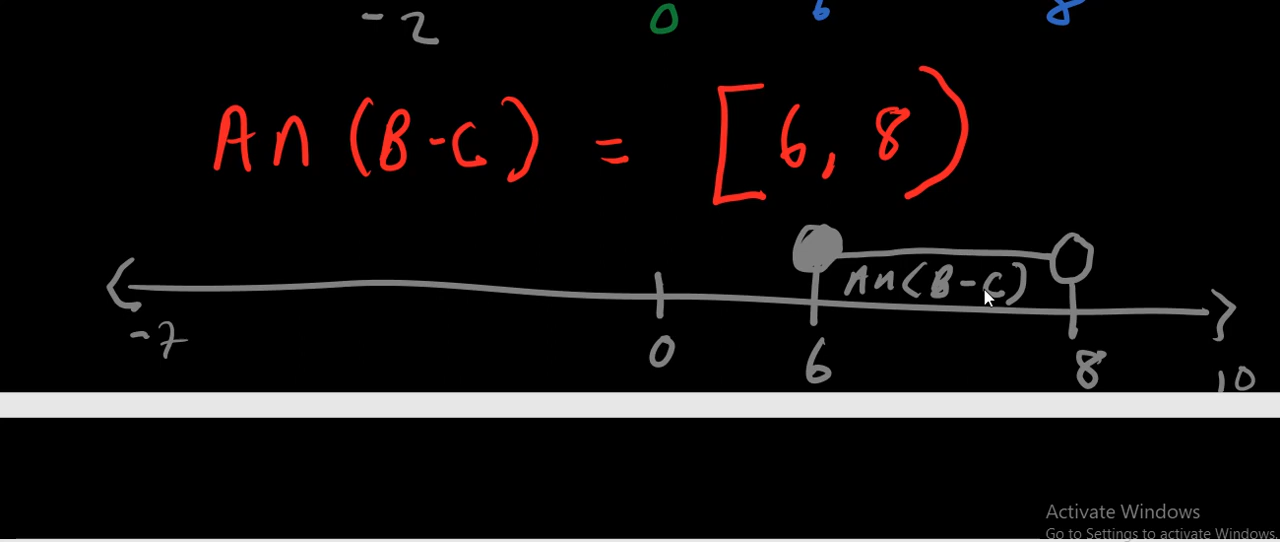 -2 0 6 8
A∩(B-C) = [6, 8)
A∩(B-C)
-7 0 6 8 10
Activate Windows
Go to Settings to activate Windows.